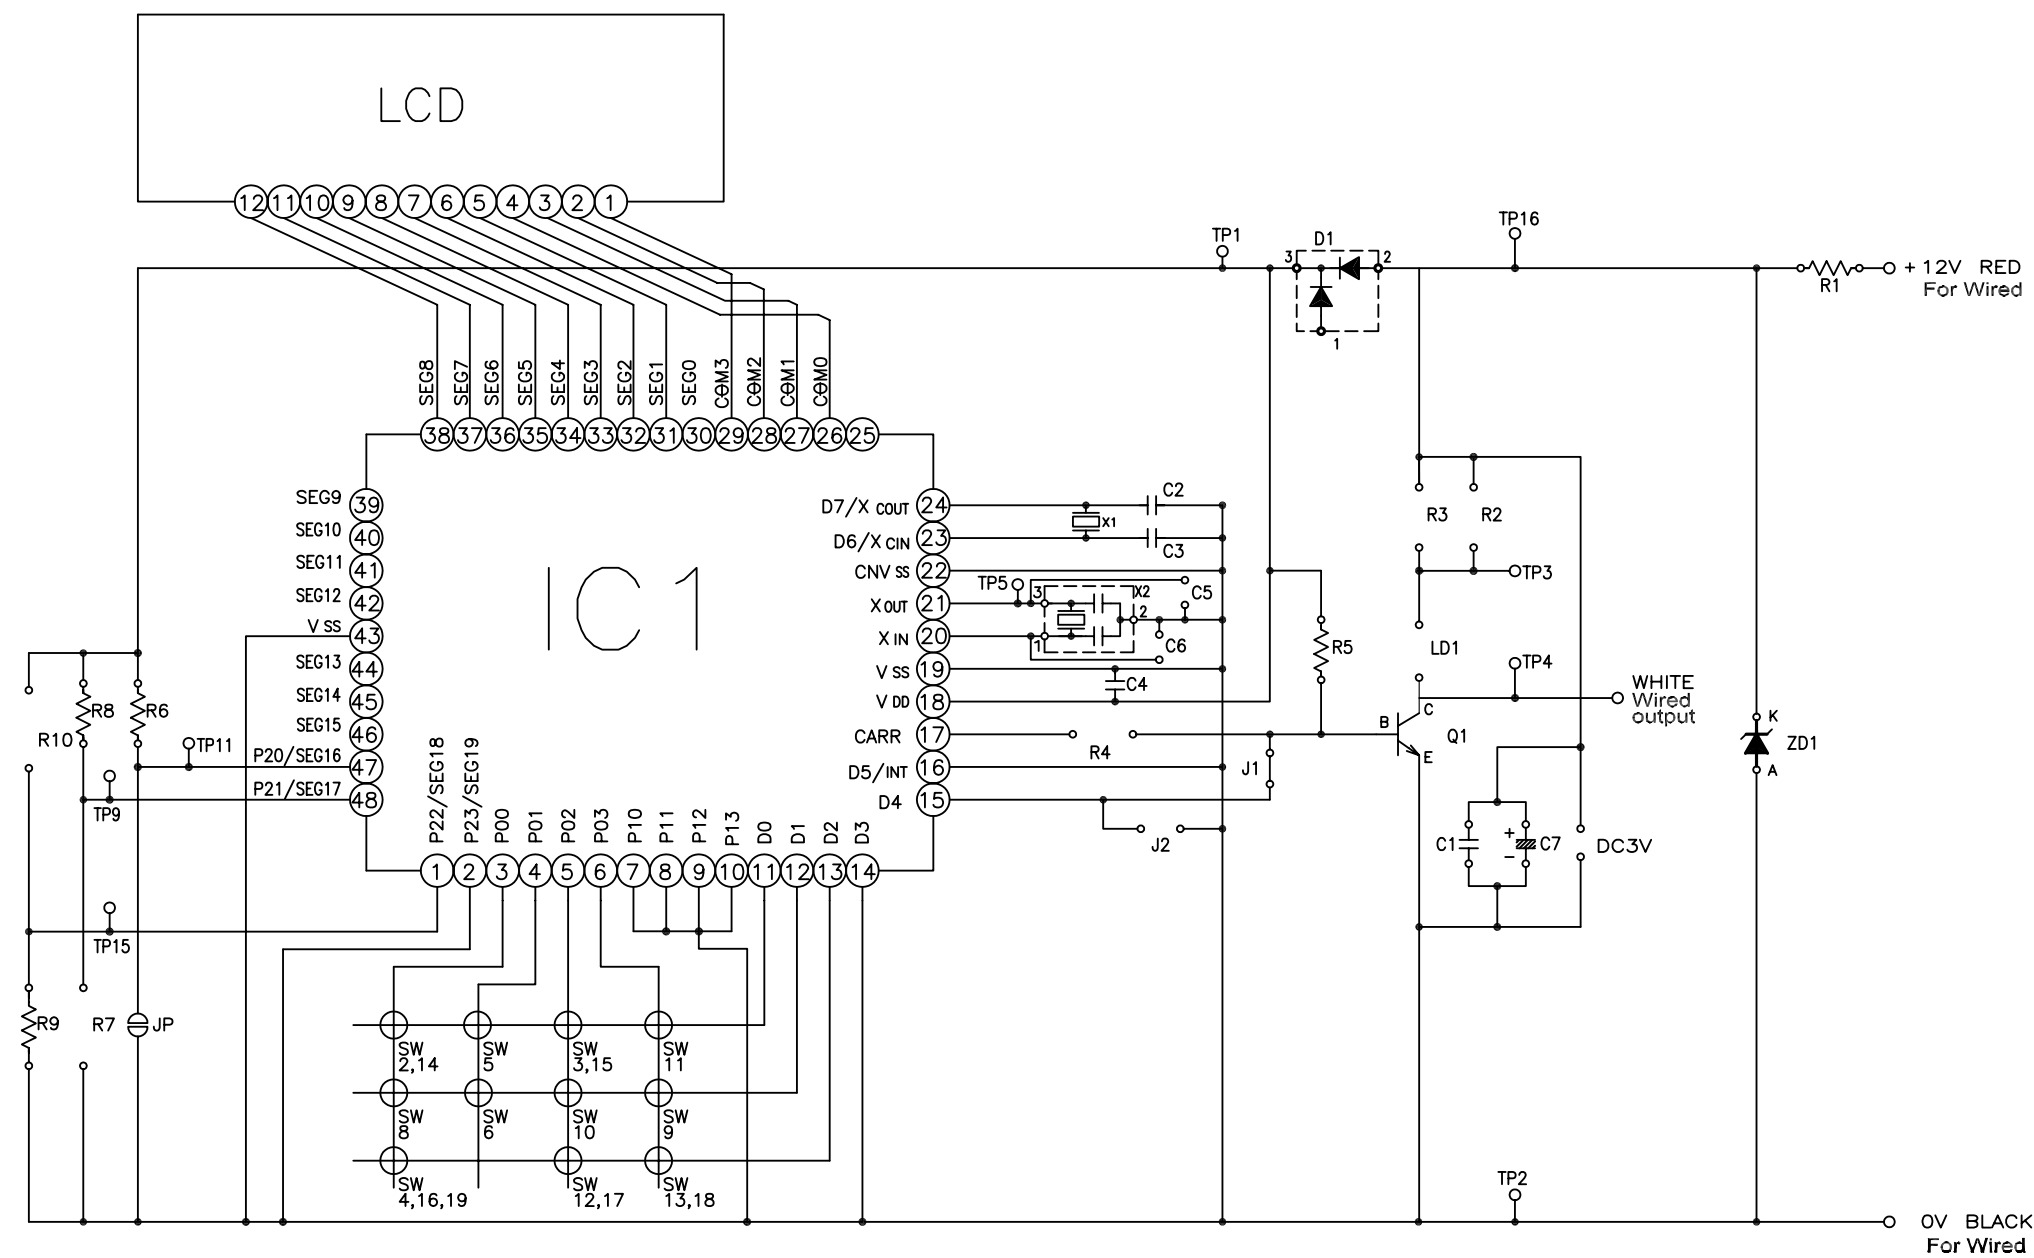 LCD
12 11 10 9 8 7 6 5 4 3 2 1
TP1
D1
3 2
1
TP16
+ 12V RED
For Wired
R1
SEG8 SEG7 SEG6 SEG5 SEG4 SEG3 SEG2 SEG1 SEG0 COM3 COM2 COM1 COM0
38 37 36 35 34 33 32 31 30 29 28 27 26 25
IC1
SEG9 39
SEG10 40
SEG11 41
SEG12 42
V SS 43
SEG13 44
SEG14 45
SEG15 46
P20/SEG16 47
P21/SEG17 48
D7/X COUT 24
D6/X CIN 23
CNV SS 22
X OUT 21
X IN 20
V SS 19
V DD 18
CARR 17
D5/INT 16
D4 15
C2
X1
C3
TP5
3
X2
2
1
C5
C6
C4
R4
J1
J2
R5
R3 R2
TP3
LD1
TP4
WHITE
Wired
output
B
C
E
Q1
C1
+
−
C7
DC3V
K
ZD1
A
R10
R8
R6
TP11
TP9
TP15
R9
R7
JP
P22/SEG18 P23/SEG19 P00 P01 P02 P03 P10 P11 P12 P13 D0 D1 D2 D3
1 2 3 4 5 6 7 8 9 10 11 12 13 14
SW
2,14
SW
5
SW
3,15
SW
11
SW
8
SW
6
SW
10
SW
9
SW
4,16,19
SW
12,17
SW
13,18
TP2
0V BLACK
For Wired